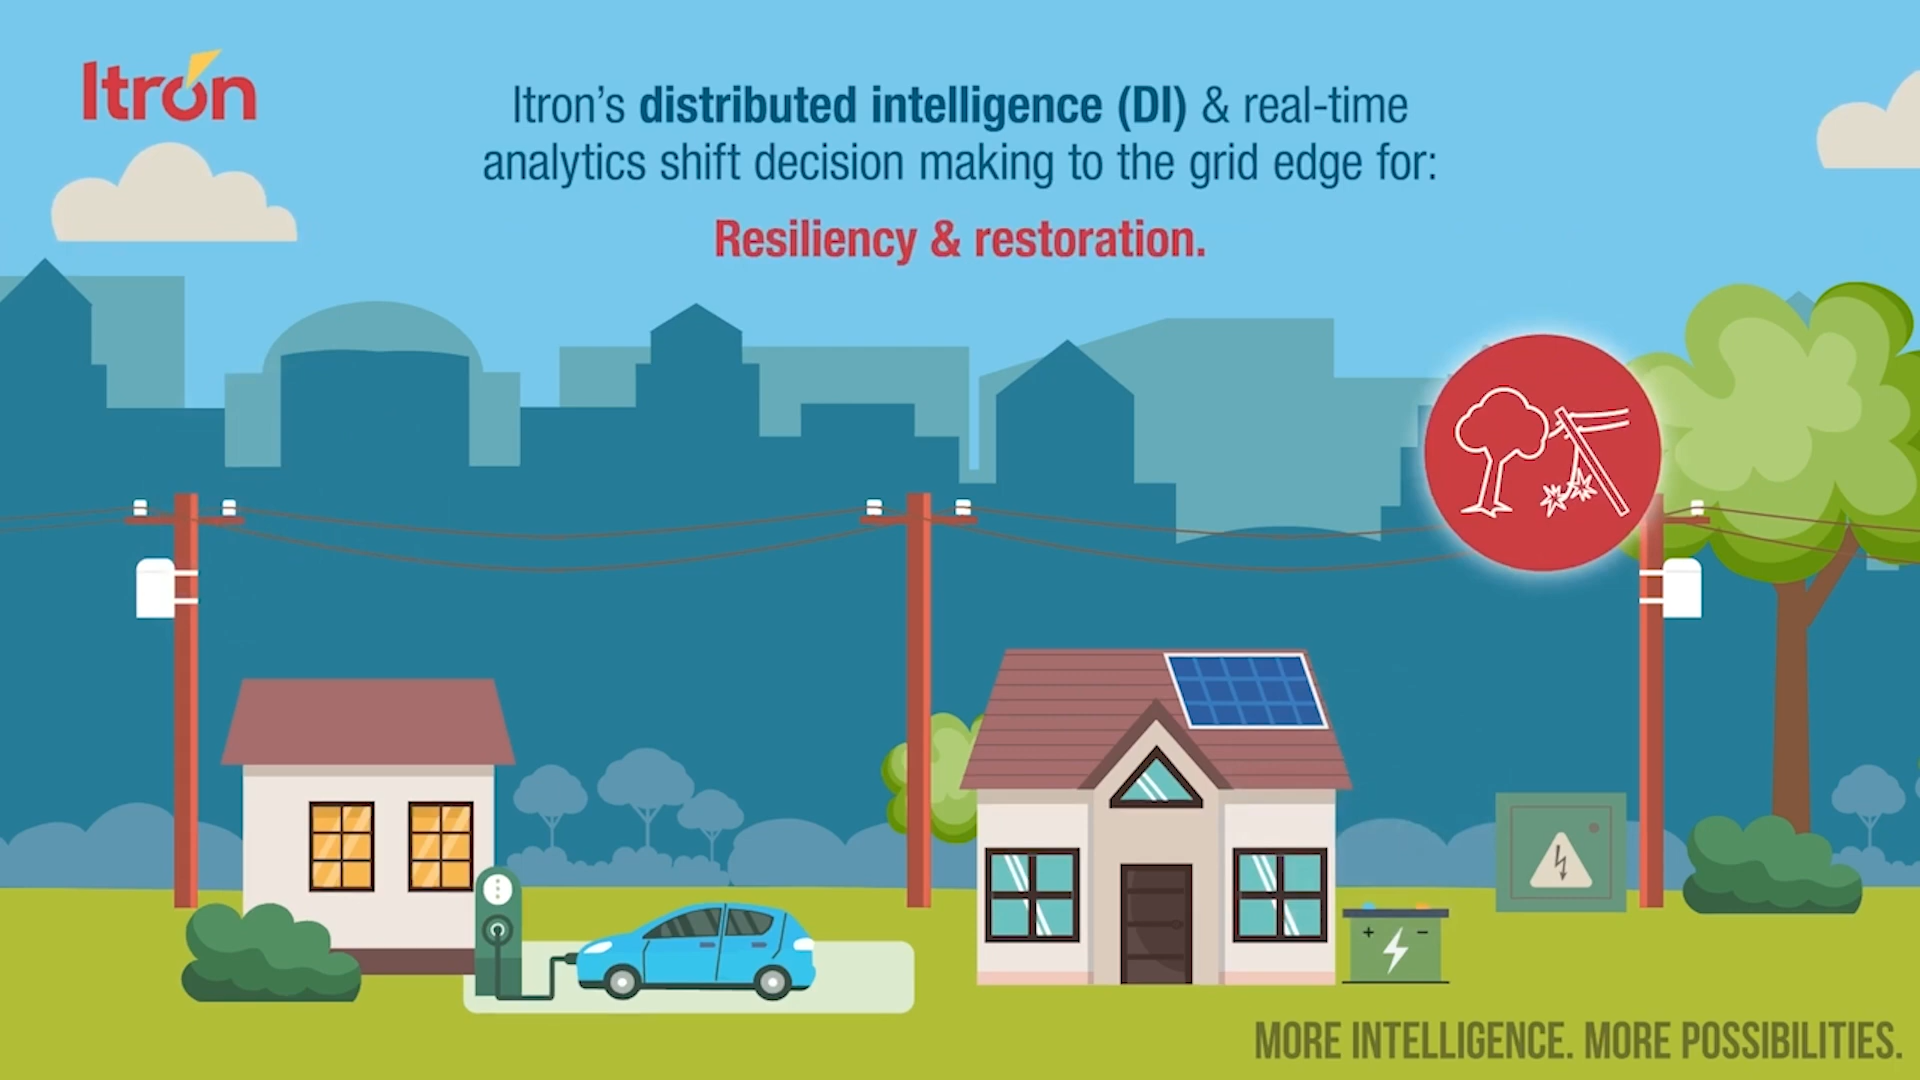 Itron
Itron’s distributed intelligence (DI) & real-time
analytics shift decision making to the grid edge for:
Resiliency & restoration.
+ −
MORE INTELLIGENCE. MORE POSSIBILITIES.